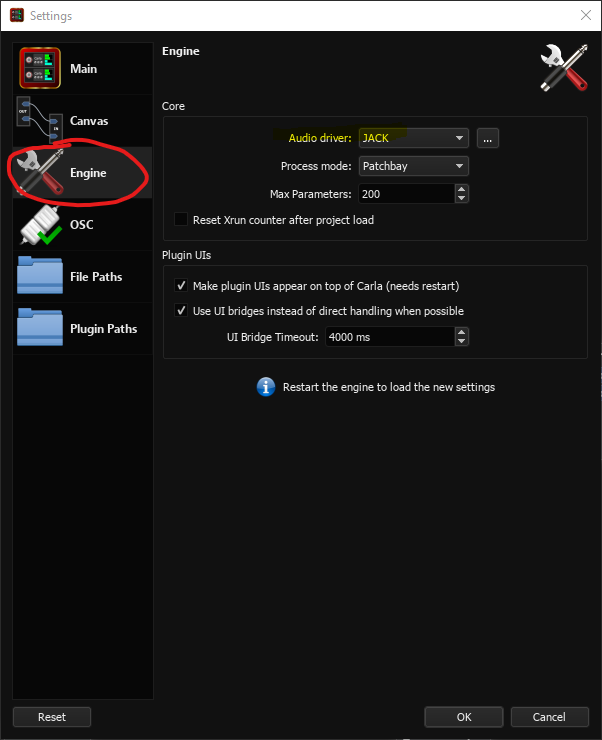 Settings
Main
Canvas
Engine
OSC
File Paths
Plugin Paths
Engine
Core
Audio driver: JACK ...
Process mode: Patchbay
Max Parameters: 200
Reset Xrun counter after project load
Plugin UIs
Make plugin UIs appear on top of Carla (needs restart)
Use UI bridges instead of direct handling when possible
UI Bridge Timeout: 4000 ms
Restart the engine to load the new settings
Reset
OK
Cancel